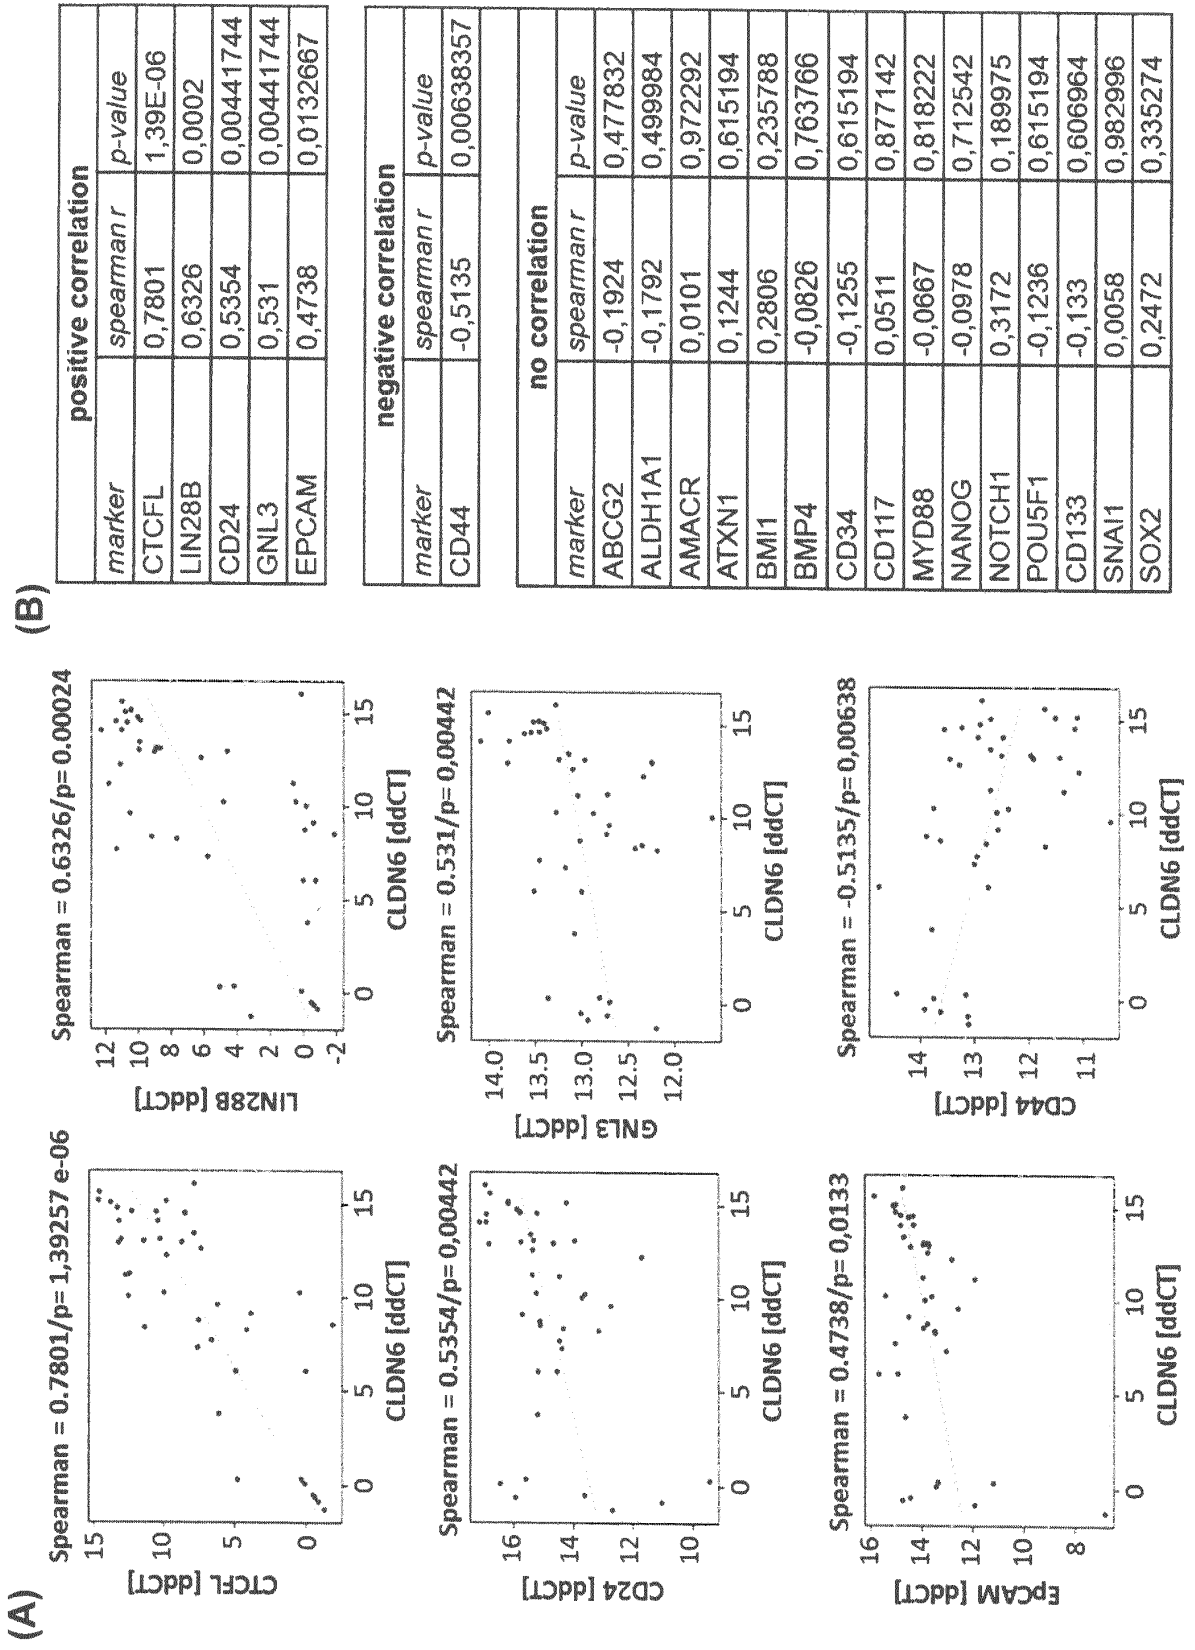 (A)
Spearman = 0.7801/p= 1,39257 e-06
CTCFL [ddCT]
15
10
5
0
0
5
10
15
CLDN6 [ddCT]
Spearman = 0.6326/p= 0.00024
LIN28B [ddCT]
12
10
8
6
4
2
0
-2
0
5
10
15
CLDN6 [ddCT]
Spearman = 0.5354/p= 0,00442
CD24 [ddCT]
16
14
12
10
0
5
10
15
CLDN6 [ddCT]
Spearman = 0.531/p= 0,00442
GNL3 [ddCT]
14.0
13.5
13.0
12.5
12.0
0
5
10
15
CLDN6 [ddCT]
Spearman = 0.4738/p= 0,0133
EpCAM [ddCT]
16
14
12
10
8
0
5
10
15
CLDN6 [ddCT]
Spearman = -0.5135/p= 0,00638
CD44 [ddCT]
14
13
12
11
0
5
10
15
CLDN6 [ddCT]
(B)
positive correlation
marker spearman r p-value
CTCFL 0,7801 1,39E-06
LIN28B 0,6326 0,0002
CD24 0,5354 0,00441744
GNL3 0,531 0,00441744
EPCAM 0,4738 0,0132667
negative correlation
marker spearman r p-value
CD44 -0,5135 0,00638357
no correlation
marker spearman r p-value
ABCG2 -0,1924 0,477832
ALDH1A1 -0,1792 0,499984
AMACR 0,0101 0,972292
ATXN1 0,1244 0,615194
BMI1 0,2806 0,235788
BMP4 -0,0826 0,763766
CD34 -0,1255 0,615194
CD117 0,0511 0,877142
MYD88 -0,0667 0,818222
NANOG -0,0978 0,712542
NOTCH1 0,3172 0,189975
POU5F1 -0,1236 0,615194
CD133 -0,133 0,606964
SNAI1 0,0058 0,982996
SOX2 0,2472 0,335274